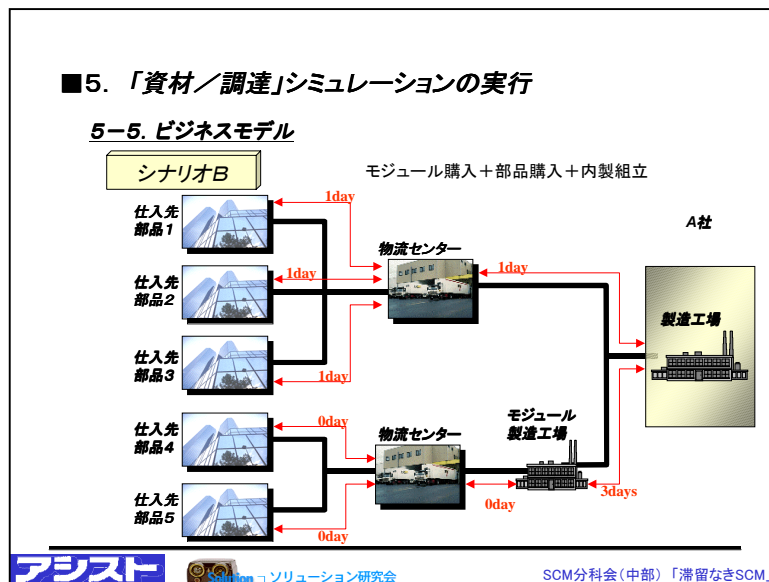 ■5. 「資材／調達」シミュレーションの実行
5－5. ビジネスモデル
シナリオB
モジュール購入＋部品購入＋内製組立
仕入先
部品1
1day
物流センター
A社
仕入先
部品2
1day
1day
製造工場
仕入先
部品3
1day
仕入先
部品4
0day
物流センター
モジュール
製造工場
仕入先
部品5
0day
0day
3days
アシスト
Solution
ソリューション研究会
SCM分科会(中部) 「滞留なきSCM」